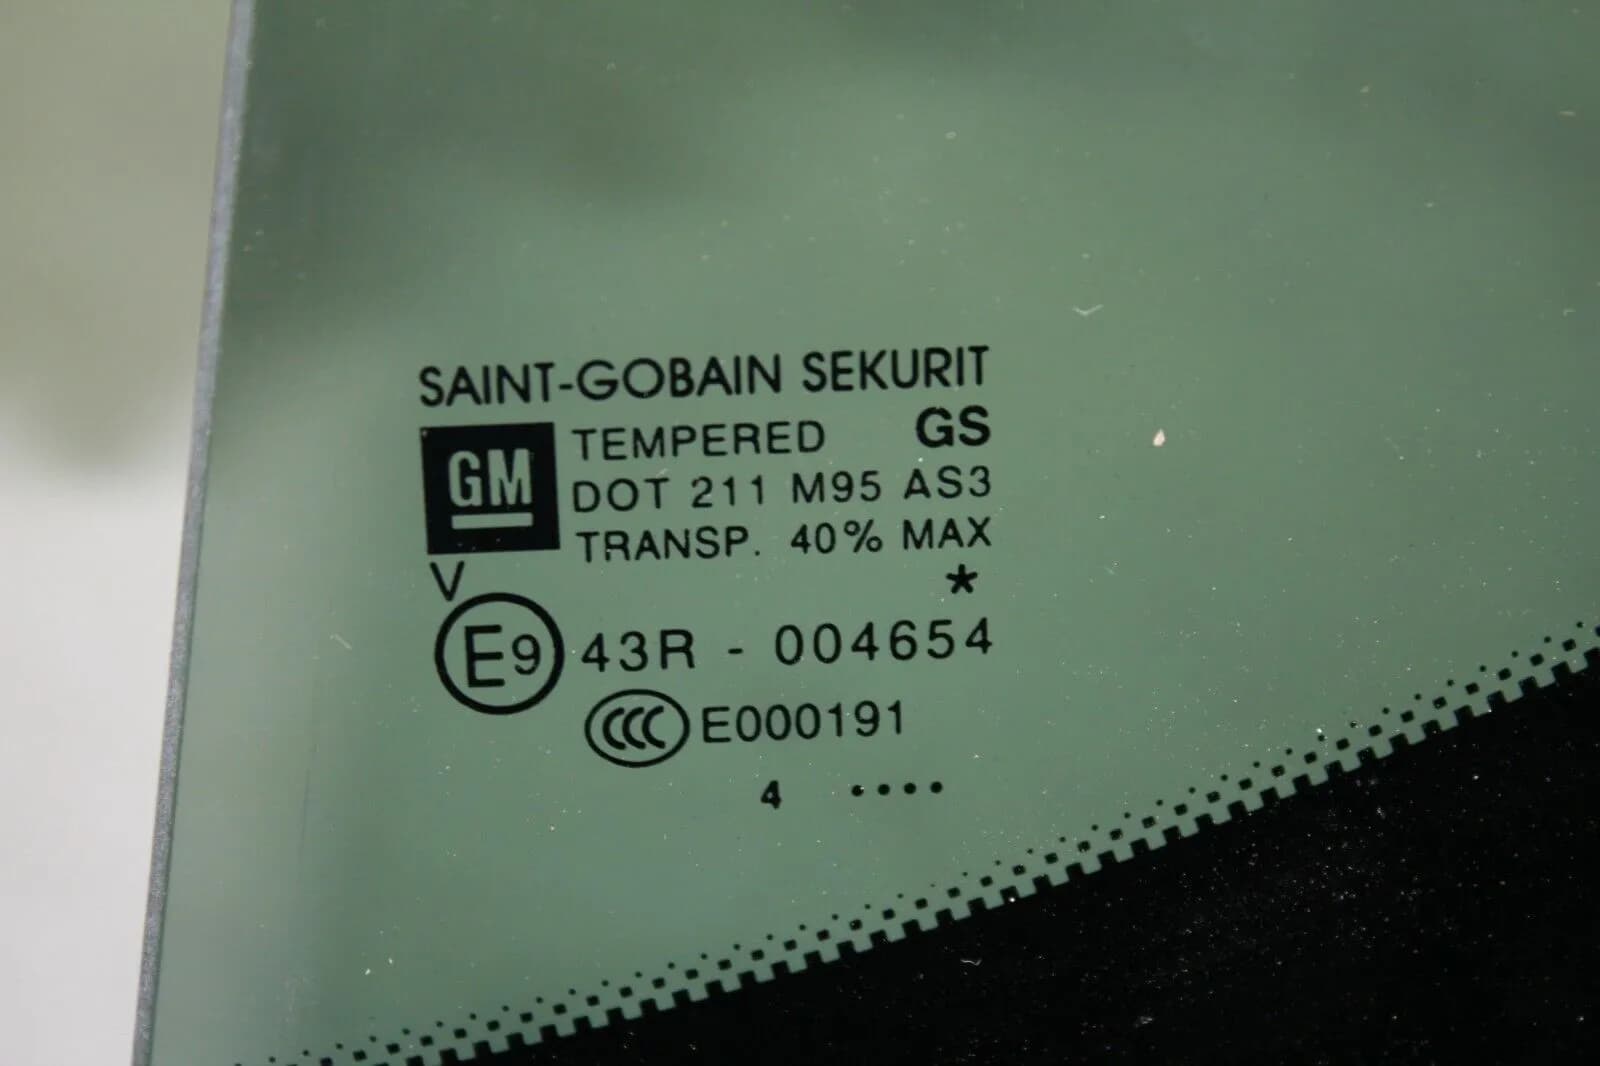 SAINT-GOBAIN SEKURIT
GM TEMPERED GS
DOT 211 M95 AS3
TRANSP. 40% MAX
V *
E9 43R - 004654
CCC E000191
4 ....